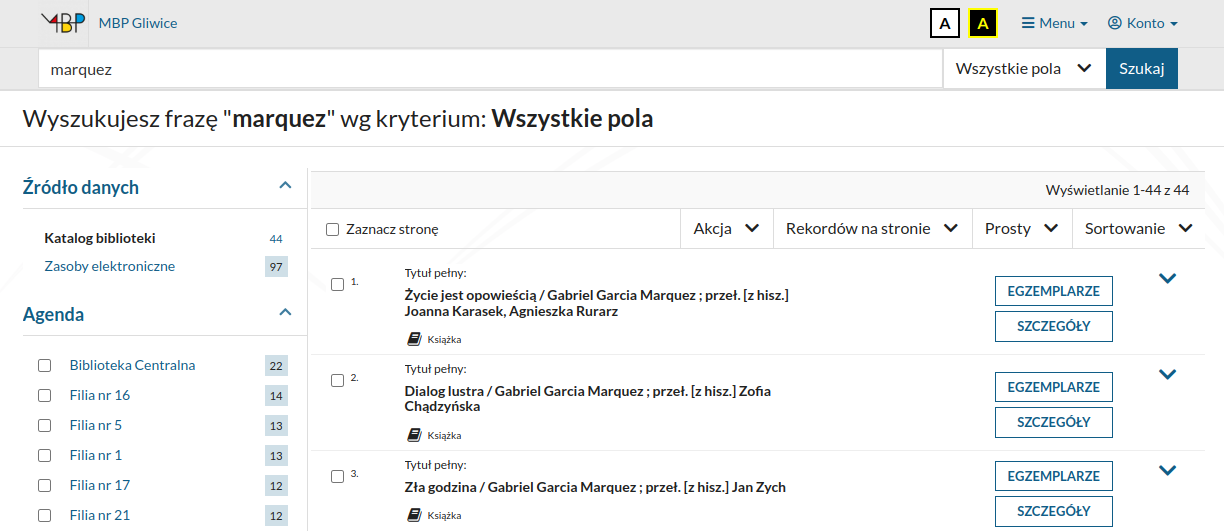 MBP MBP Gliwice A A Menu Konto
marquez Wszystkie pola Szukaj
Wyszukujesz frazę "marquez" wg kryterium: Wszystkie pola
Źródło danych
Katalog biblioteki 44
Zasoby elektroniczne 97
Agenda
Biblioteka Centralna 22
Filia nr 16 14
Filia nr 5 13
Filia nr 1 13
Filia nr 17 12
Filia nr 21 12
Wyświetlanie 1-44 z 44
Zaznacz stronę Akcja Rekordów na stronie Prosty Sortowanie
1. Tytuł pełny:
Życie jest opowieścią / Gabriel Garcia Marquez ; przeł. [z hisz.]
Joanna Karasek, Agnieszka Rurarz
Książka
EGZEMPLARZE
SZCZEGÓŁY
2. Tytuł pełny:
Dialog lustra / Gabriel Garcia Marquez ; przeł. [z hisz.] Zofia
Chądzyńska
Książka
EGZEMPLARZE
SZCZEGÓŁY
3. Tytuł pełny:
Zła godzina / Gabriel Garcia Marquez ; przeł. [z hisz.] Jan Zych
Książka
EGZEMPLARZE
SZCZEGÓŁY